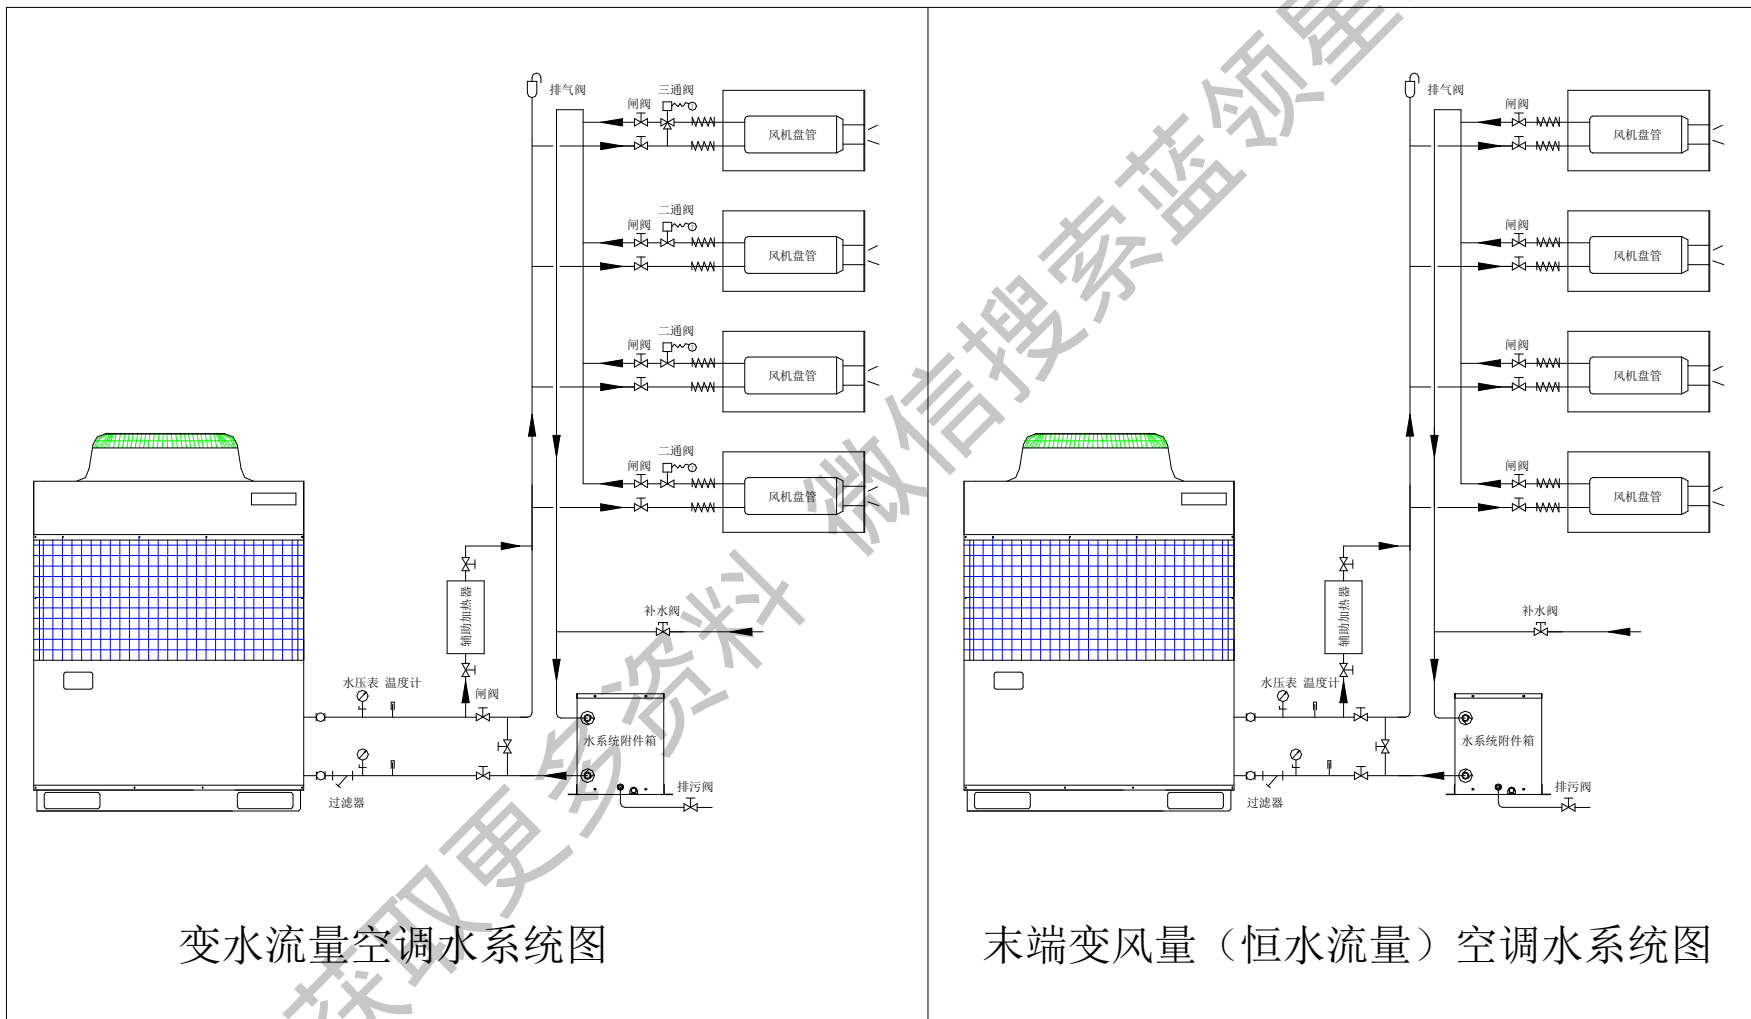 排气阀
闸阀
三通阀
风机盘管
闸阀
二通阀
风机盘管
闸阀
二通阀
风机盘管
闸阀
二通阀
风机盘管
辅助加热器
补水阀
水压表
温度计
闸阀
水系统附件箱
过滤器
排污阀
变水流量空调水系统图
排气阀
闸阀
风机盘管
闸阀
风机盘管
闸阀
风机盘管
闸阀
风机盘管
辅助加热器
补水阀
水压表
温度计
水系统附件箱
过滤器
排污阀
末端变风量（恒水流量）空调水系统图
获取更多资料 微信搜索蓝领星